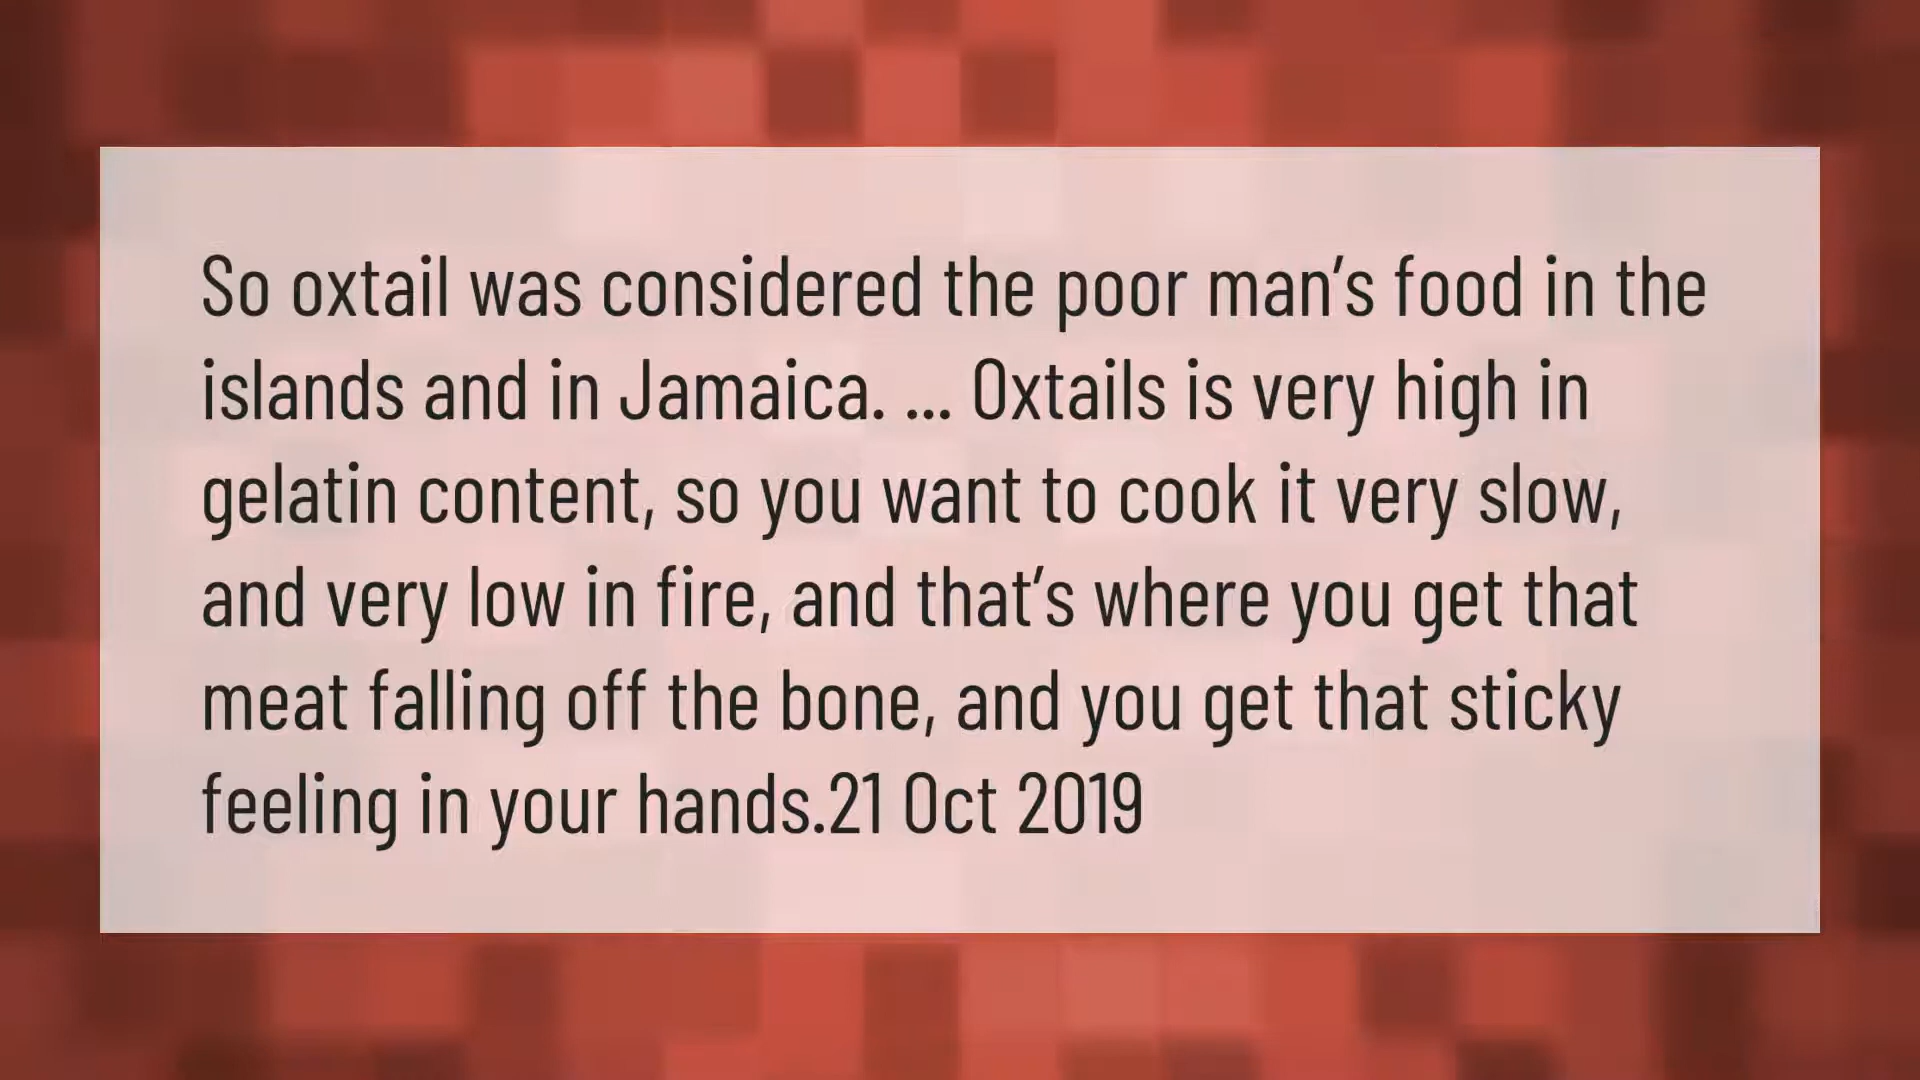 So oxtail was considered the poor man’s food in the
islands and in Jamaica. ... Oxtails is very high in
gelatin content, so you want to cook it very slow,
and very low in fire, and that’s where you get that
meat falling off the bone, and you get that sticky
feeling in your hands.21 Oct 2019